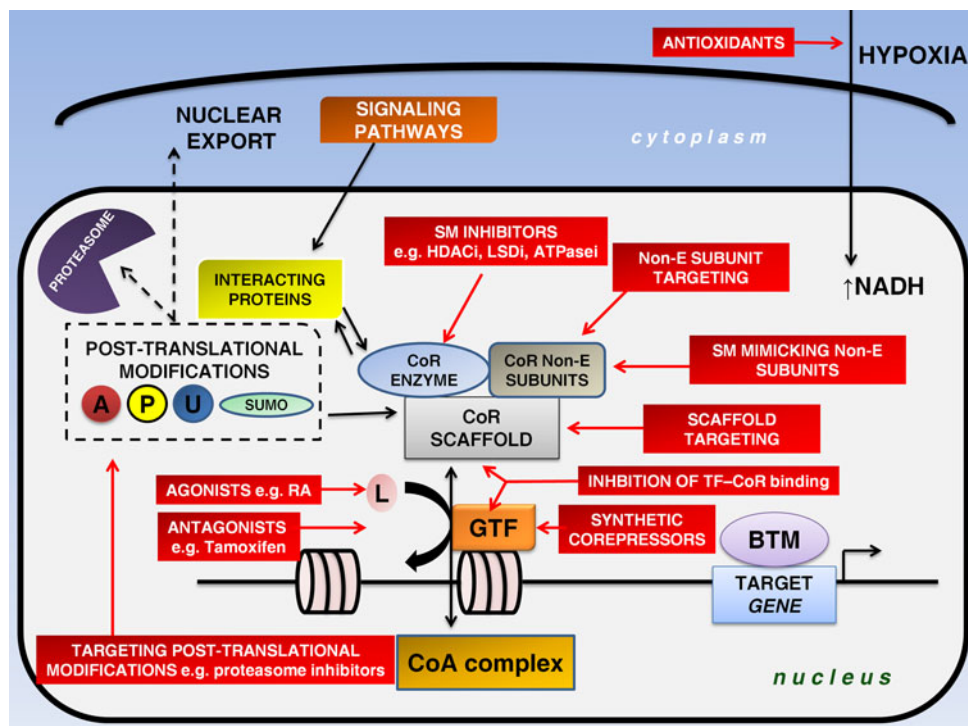 ANTIOXIDANTS
HYPOXIA
NUCLEAR
EXPORT
SIGNALING
PATHWAYS
cytoplasm
PROTEASOME
SM INHIBITORS
e.g. HDACi, LSDi, ATPasei
Non-E SUBUNIT
TARGETING
INTERACTING
PROTEINS
↑NADH
POST-TRANSLATIONAL
MODIFICATIONS
A P U SUMO
CoR
ENZYME
CoR Non-E
SUBUNITS
SM MIMICKING Non-E
SUBUNITS
CoR
SCAFFOLD
SCAFFOLD
TARGETING
AGONISTS e.g. RA
L
INHBITION OF TF–CoR binding
ANTAGONISTS
e.g. Tamoxifen
GTF
SYNTHETIC
COREPRESSORS
BTM
TARGET
GENE
TARGETING POST-TRANSLATIONAL
MODIFICATIONS e.g. proteasome inhibitors
CoA complex
nucleus